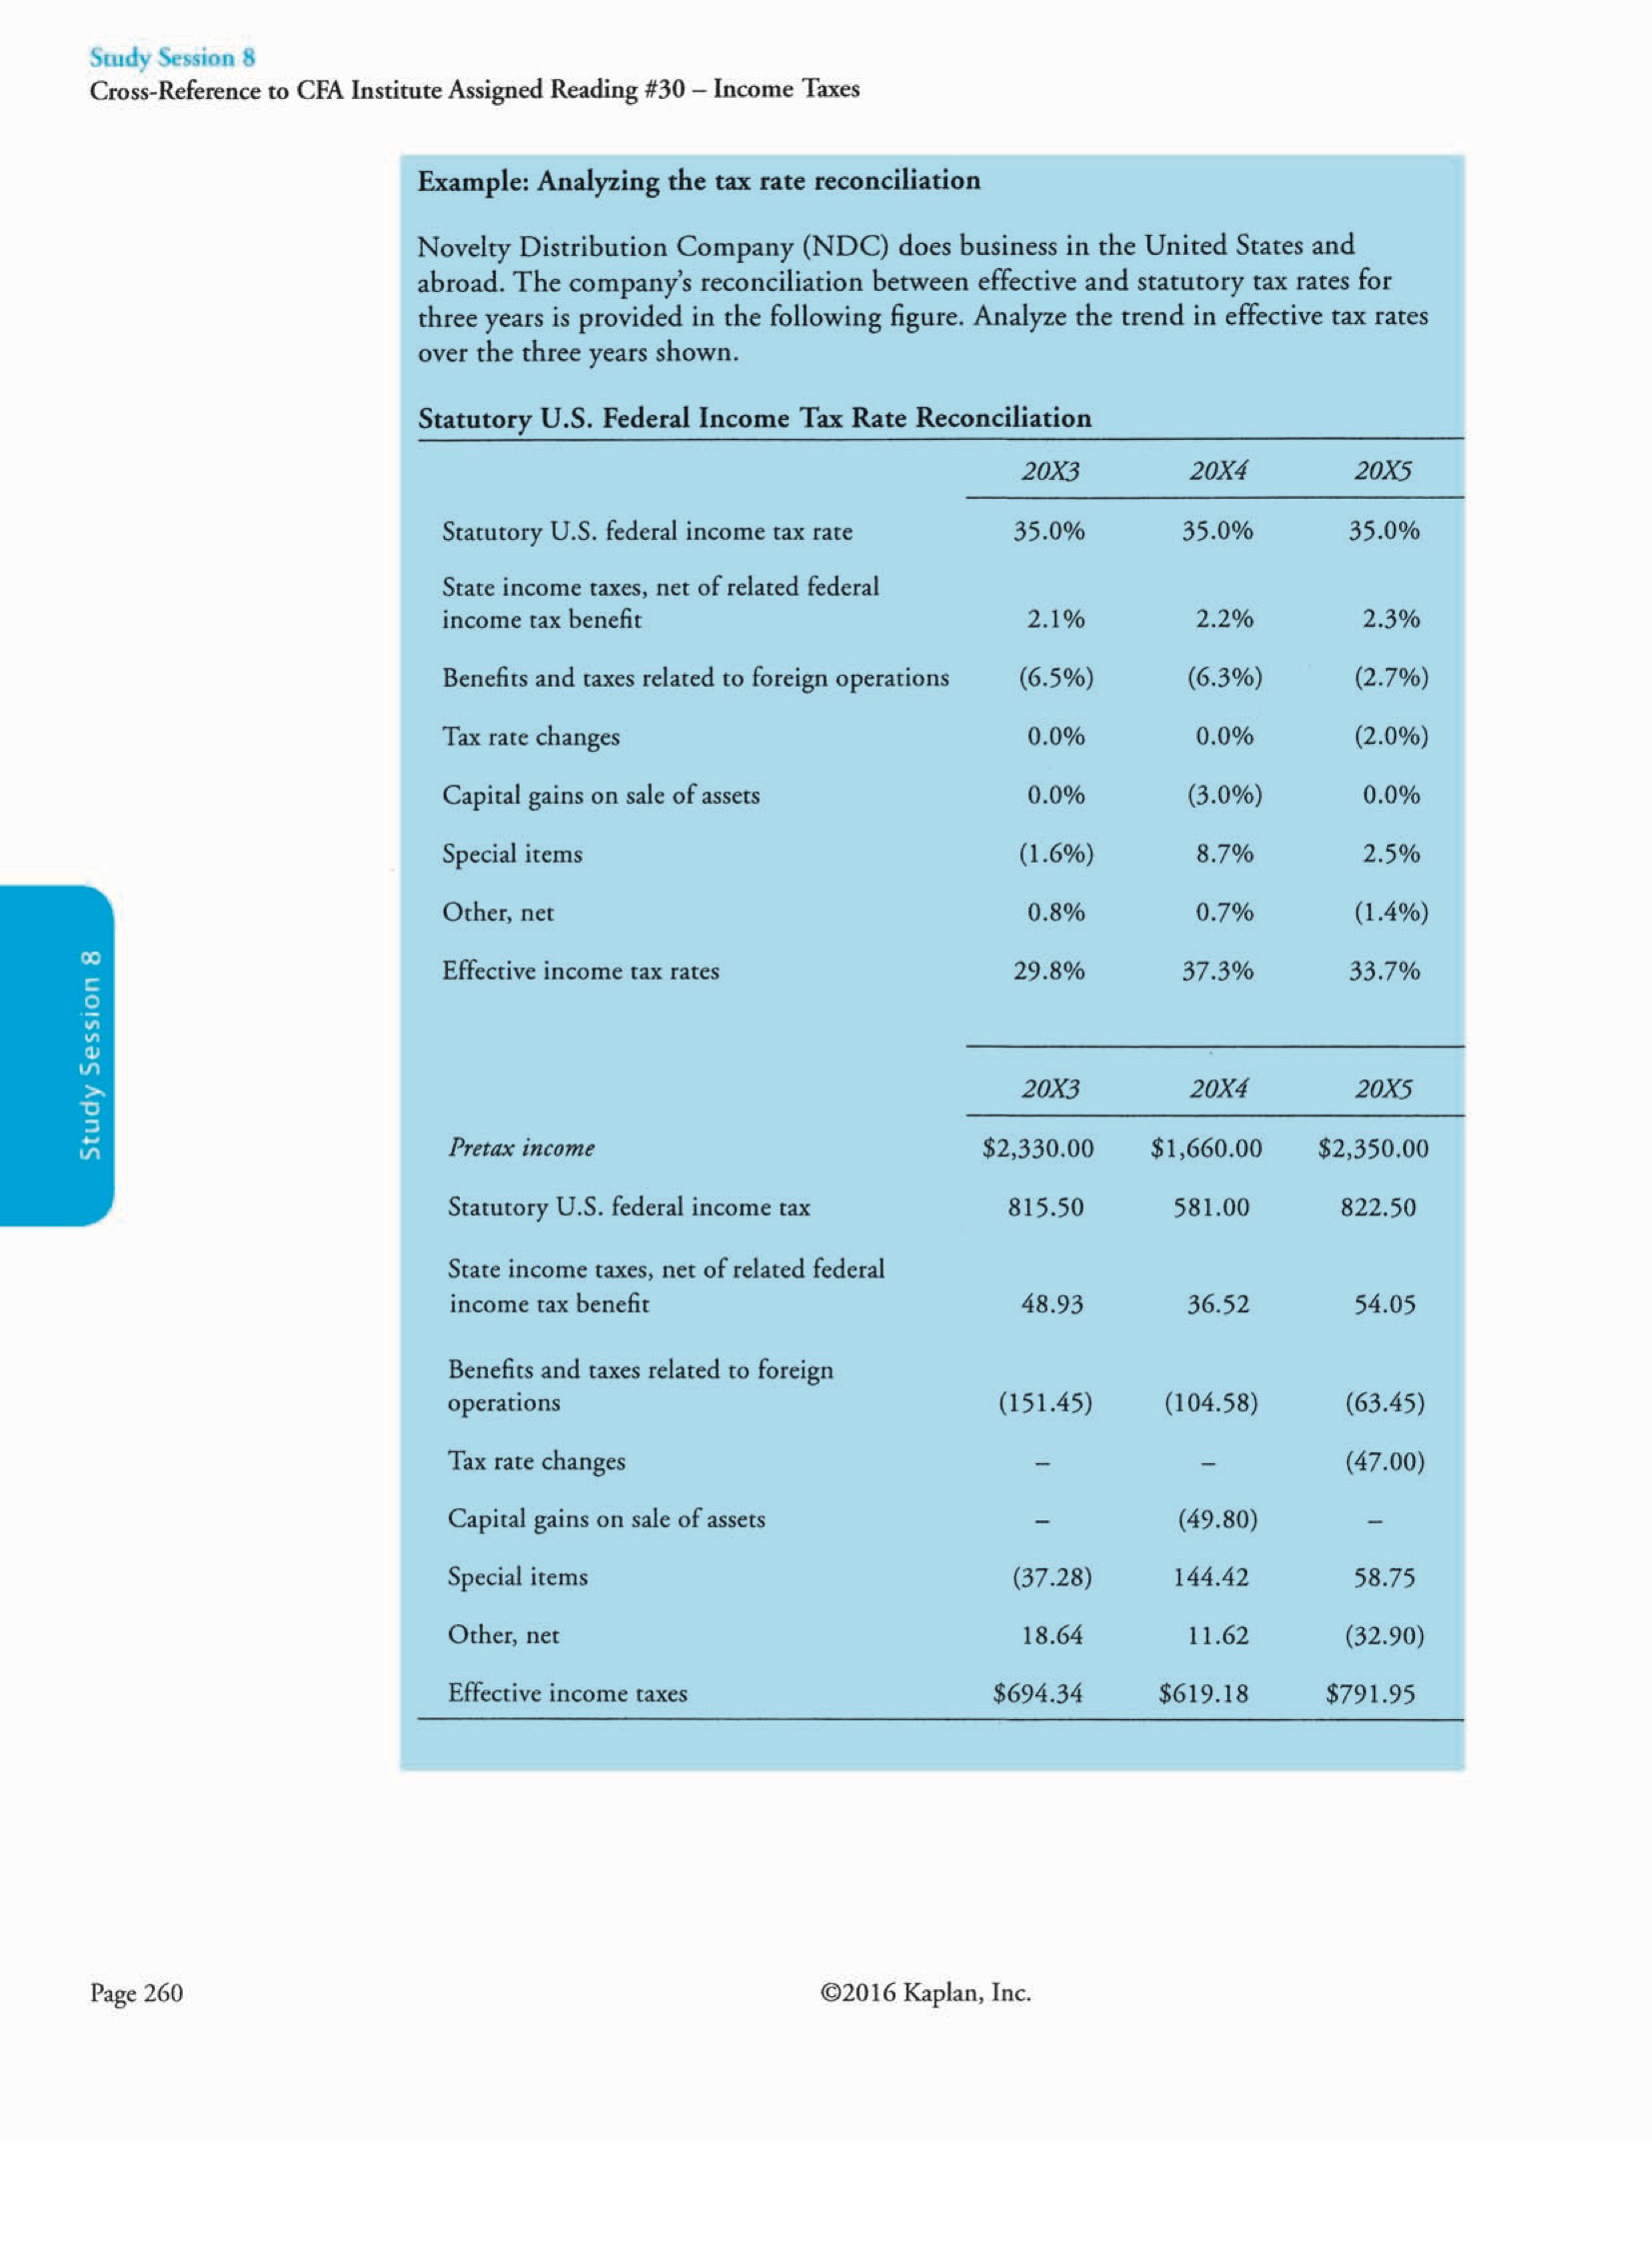 Study Session 8
Cross-Reference to CFA Institute Assigned Reading #30 – Income Taxes
Example: Analyzing the tax rate reconciliation
Novelty Distribution Company (NDC) does business in the United States and
abroad. The company's reconciliation between effective and statutory tax rates for
three years is provided in the following figure. Analyze the trend in effective tax rates
over the three years shown.
Statutory U.S. Federal Income Tax Rate Reconciliation
20X3 20X4 20X5
Statutory U.S. federal income tax rate 35.0% 35.0% 35.0%
State income taxes, net of related federal
income tax benefit 2.1% 2.2% 2.3%
Benefits and taxes related to foreign operations (6.5%) (6.3%) (2.7%)
Tax rate changes 0.0% 0.0% (2.0%)
Capital gains on sale of assets 0.0% (3.0%) 0.0%
Special items (1.6%) 8.7% 2.5%
Other, net 0.8% 0.7% (1.4%)
Effective income tax rates 29.8% 37.3% 33.7%
20X3 20X4 20X5
Pretax income $2,330.00 $1,660.00 $2,350.00
Statutory U.S. federal income tax 815.50 581.00 822.50
State income taxes, net of related federal
income tax benefit 48.93 36.52 54.05
Benefits and taxes related to foreign
operations (151.45) (104.58) (63.45)
Tax rate changes – – (47.00)
Capital gains on sale of assets – (49.80) –
Special items (37.28) 144.42 58.75
Other, net 18.64 11.62 (32.90)
Effective income taxes $694.34 $619.18 $791.95
Study Session 8
Page 260 ©2016 Kaplan, Inc.